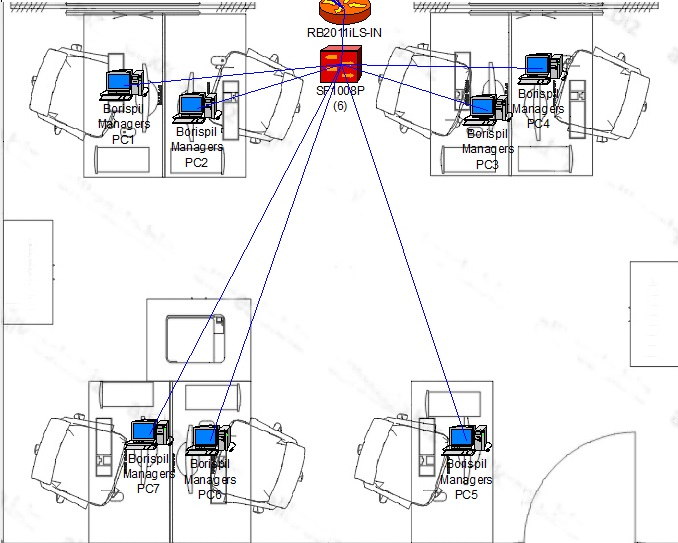 RB2011iLS-IN
SF1008P
(6)
Borispil
Managers
PC1
Borispil
Managers
PC2
Borispil
Managers
PC3
Borispil
Managers
PC4
Borispil
Managers
PC7
Borispil
Managers
PC6
Borispil
Managers
PC5